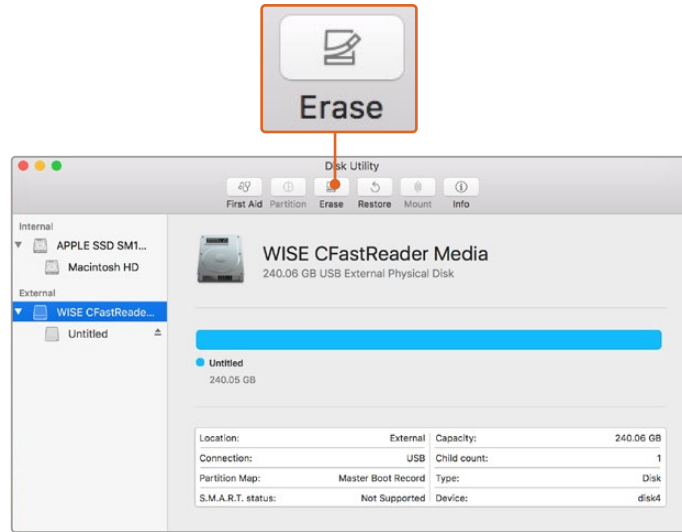 Erase
Disk Utility
First Aid Partition Erase Restore Mount Info
Internal
APPLE SSD SM1...
Macintosh HD
External
WISE CFastReade...
Untitled
WISE CFastReader Media
240.06 GB USB External Physical Disk
Untitled
240.05 GB
Location: External Capacity: 240.06 GB
Connection: USB Child count: 1
Partition Map: Master Boot Record Type: Disk
S.M.A.R.T. status: Not Supported Device: disk4